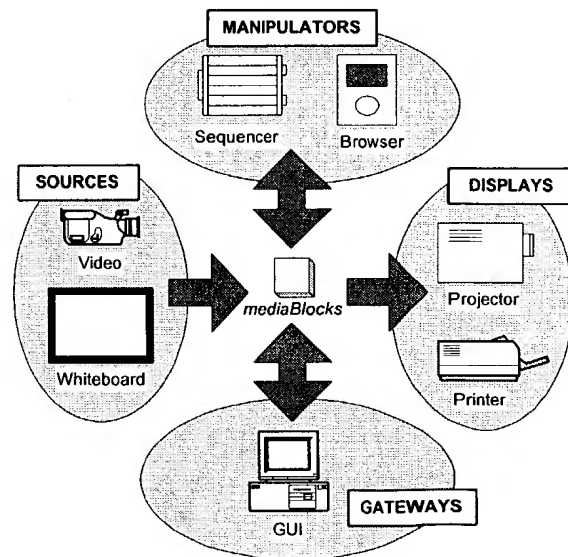 MANIPULATORS
Sequencer
Browser
SOURCES
Video
Whiteboard
mediaBlocks
DISPLAYS
Projector
Printer
GUI
GATEWAYS